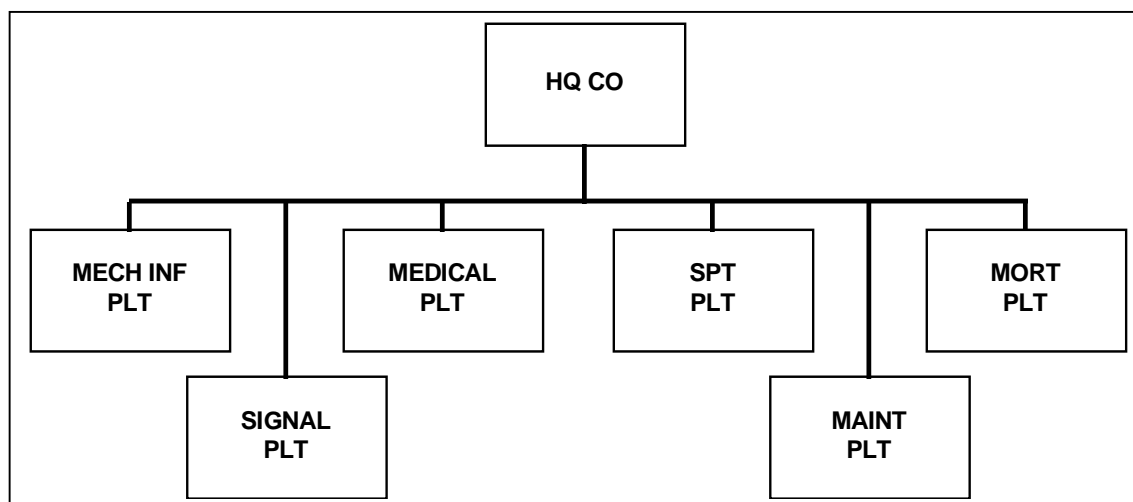 HQ CO
MECH INF
PLT
MEDICAL
PLT
SPT
PLT
MORT
PLT
SIGNAL
PLT
MAINT
PLT